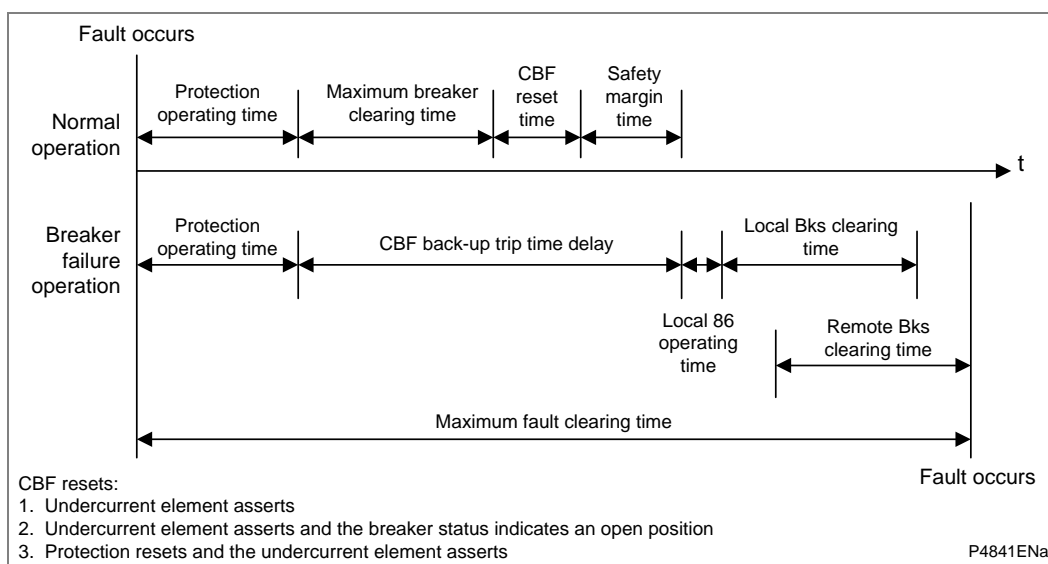 Fault occurs
Normal
operation
Protection
operating time
Maximum breaker
clearing time
CBF
reset
time
Safety
margin
time
t
Breaker
failure
operation
Protection
operating time
CBF back-up trip time delay
Local Bks clearing
time
Local 86
operating
time
Remote Bks
clearing time
Maximum fault clearing time
Fault occurs
CBF resets:
1. Undercurrent element asserts
2. Undercurrent element asserts and the breaker status indicates an open position
3. Protection resets and the undercurrent element asserts
P4841ENa